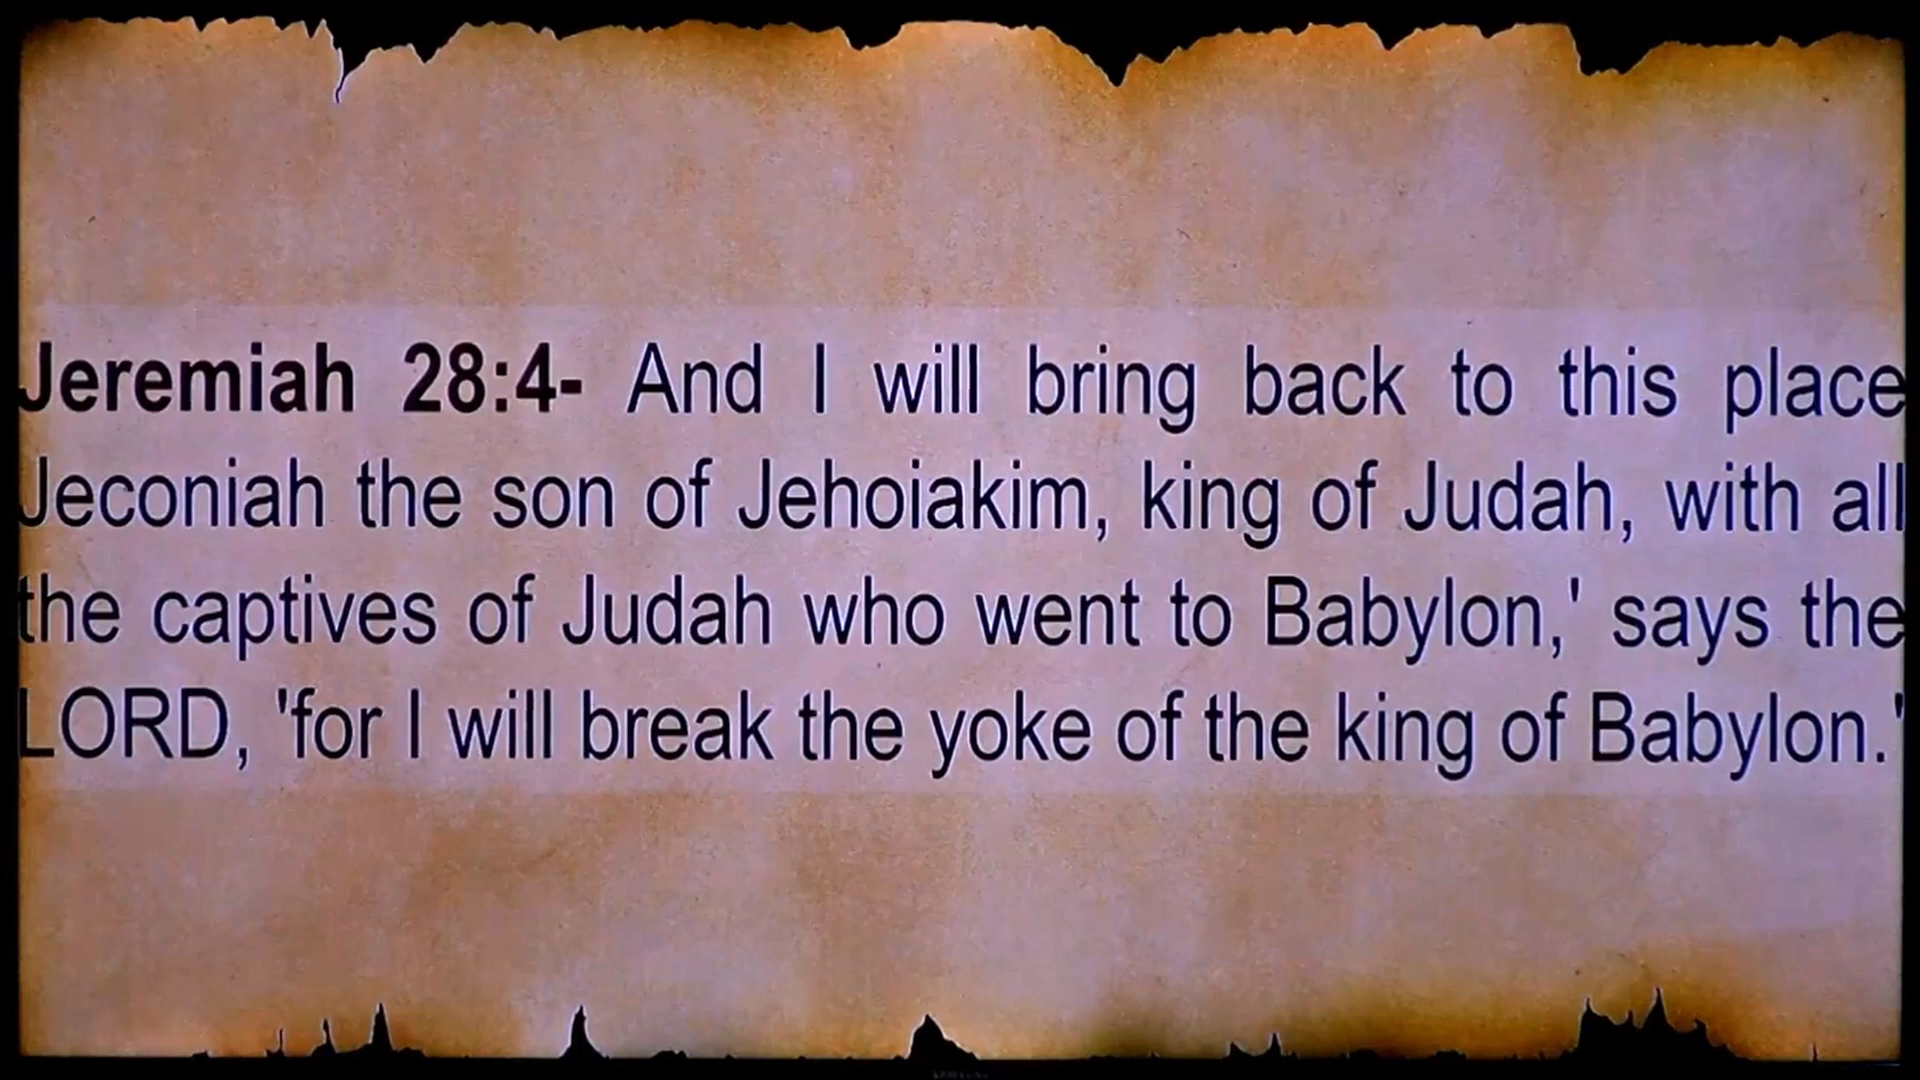 Jeremiah 28:4- And I will bring back to this place
Jeconiah the son of Jehoiakim, king of Judah, with all
the captives of Judah who went to Babylon,' says the
LORD, 'for I will break the yoke of the king of Babylon.'